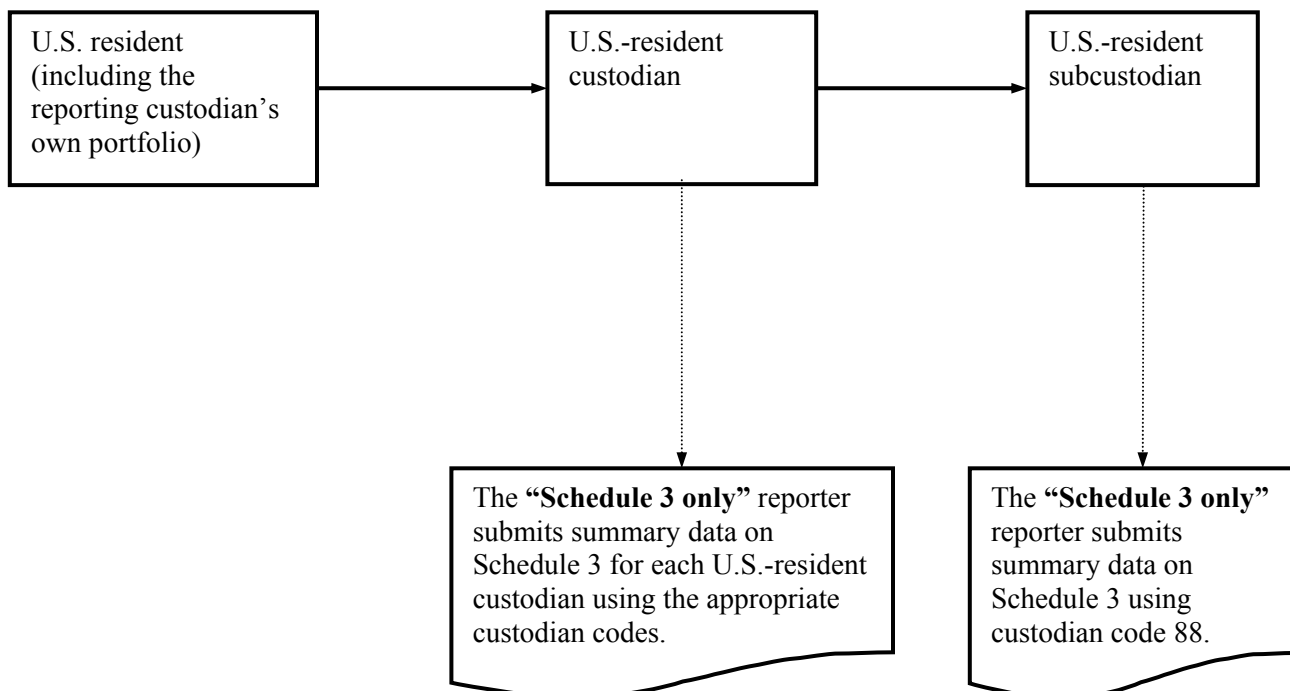 U.S. resident
(including the
reporting custodian’s
own portfolio)
U.S.-resident
custodian
U.S.-resident
subcustodian
The “Schedule 3 only” reporter
submits summary data on
Schedule 3 for each U.S.-resident
custodian using the appropriate
custodian codes.
The “Schedule 3 only”
reporter submits
summary data on
Schedule 3 using
custodian code 88.